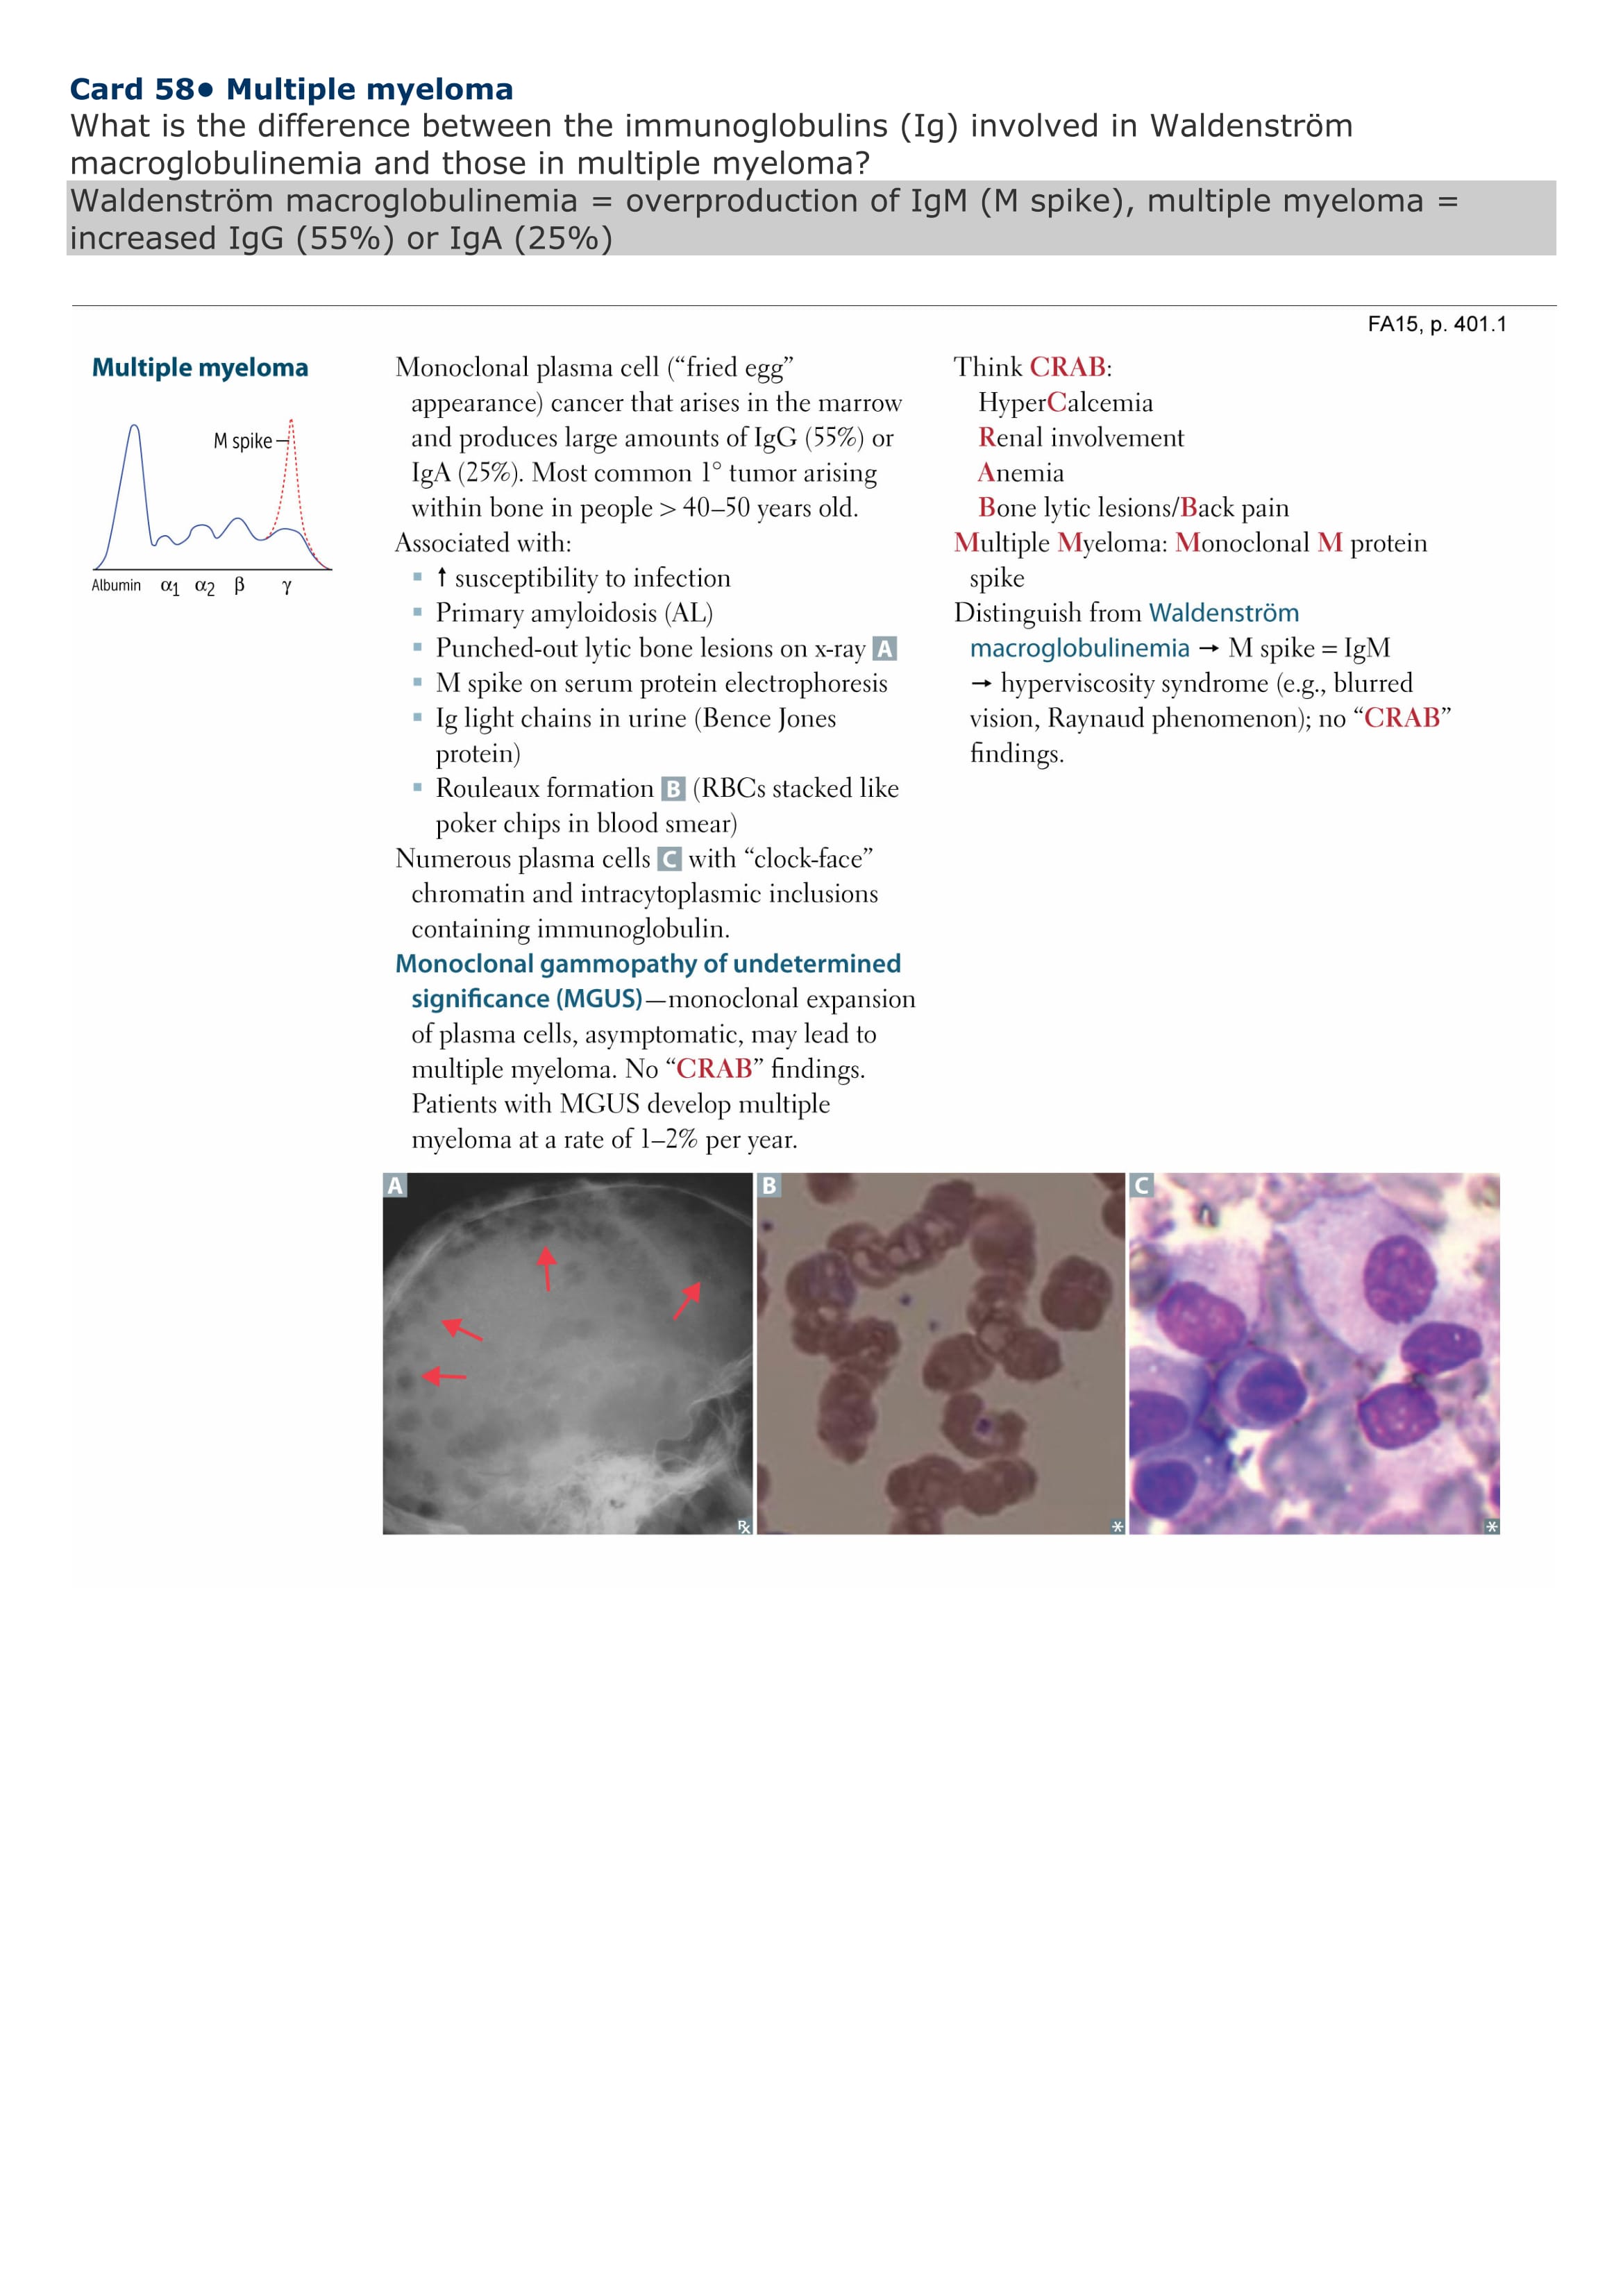 Card 58• Multiple myeloma
What is the difference between the immunoglobulins (Ig) involved in Waldenström
macroglobulinemia and those in multiple myeloma?
Waldenström macroglobulinemia = overproduction of IgM (M spike), multiple myeloma =
increased IgG (55%) or IgA (25%)
FA15, p. 401.1
Multiple myeloma
M spike
Albumin α1 α2 β γ
Monoclonal plasma cell (“fried egg”
appearance) cancer that arises in the marrow
and produces large amounts of IgG (55%) or
IgA (25%). Most common 1° tumor arising
within bone in people > 40–50 years old.
Associated with:
▪ ↑ susceptibility to infection
▪ Primary amyloidosis (AL)
▪ Punched-out lytic bone lesions on x-ray A
▪ M spike on serum protein electrophoresis
▪ Ig light chains in urine (Bence Jones
protein)
▪ Rouleaux formation B (RBCs stacked like
poker chips in blood smear)
Numerous plasma cells C with “clock-face”
chromatin and intracytoplasmic inclusions
containing immunoglobulin.
Monoclonal gammopathy of undetermined
significance (MGUS)—monoclonal expansion
of plasma cells, asymptomatic, may lead to
multiple myeloma. No “CRAB” findings.
Patients with MGUS develop multiple
myeloma at a rate of 1–2% per year.
Think CRAB:
HyperCalcemia
Renal involvement
Anemia
Bone lytic lesions/Back pain
Multiple Myeloma: Monoclonal M protein
spike
Distinguish from Waldenström
macroglobulinemia → M spike = IgM
→ hyperviscosity syndrome (e.g., blurred
vision, Raynaud phenomenon); no “CRAB”
findings.
A
B
C
℞
*
*